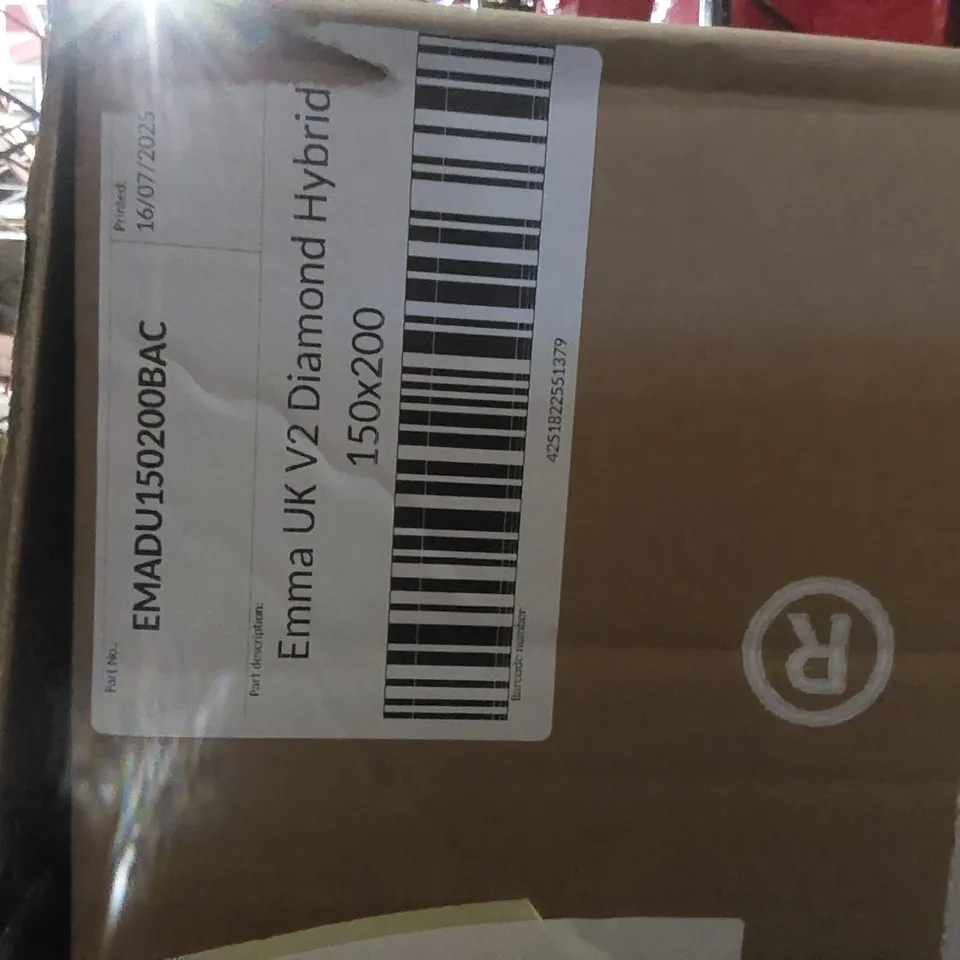 Part No.:
EMADU150200BAC
Printed:
16/07/2025
Part description:
Emma UK V2 Diamond Hybrid
150x200
Barcode number
4251822551379
R